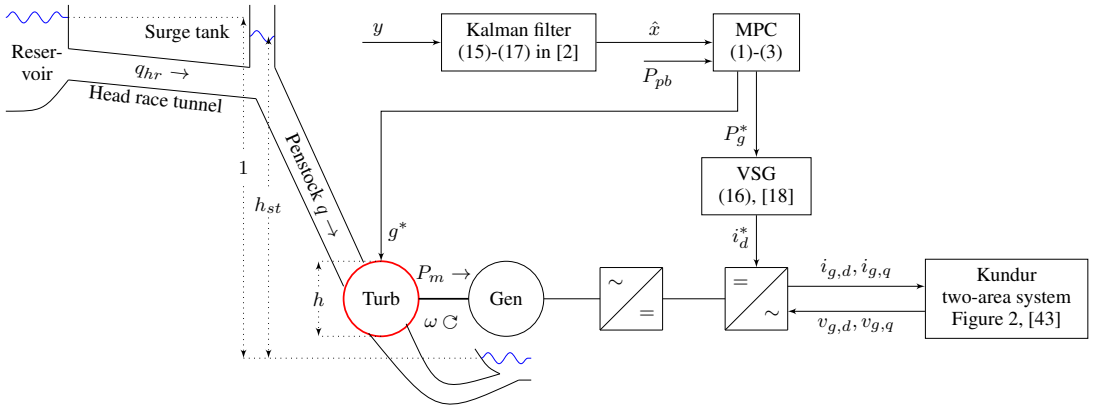 Surge tank
Reser-
voir
q_{hr} →
Head race tunnel
1
h_{st}
Penstock q →
y
Kalman filter
(15)-(17) in [2]
x̂
P_{pb}
MPC
(1)-(3)
P_g^*
VSG
(16), [18]
i_d^*
g^*
h
Turb
P_m →
ω ↻
Gen
∼
=
=
∼
i_{g,d}, i_{g,q}
v_{g,d}, v_{g,q}
Kundur
two-area system
Figure 2, [43]